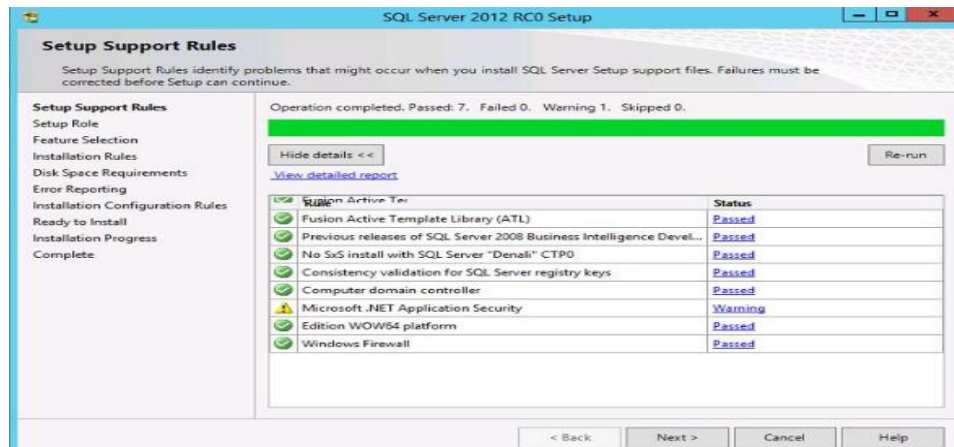 SQL Server 2012 RC0 Setup
Setup Support Rules
Setup Support Rules identify problems that might occur when you install SQL Server Setup support files. Failures must be
corrected before Setup can continue.
Setup Support Rules
Setup Role
Feature Selection
Installation Rules
Disk Space Requirements
Error Reporting
Installation Configuration Rules
Ready to Install
Installation Progress
Complete
Operation completed. Passed: 7. Failed 0. Warning 1. Skipped 0.
Hide details <<
Re-run
View detailed report
Rule Status
Fusion Active Template Library (ATL) Passed
Previous releases of SQL Server 2008 Business Intelligence Devel... Passed
No SxS install with SQL Server "Denali" CTP0 Passed
Consistency validation for SQL Server registry keys Passed
Computer domain controller Passed
Microsoft .NET Application Security Warning
Edition WOW64 platform Passed
Windows Firewall Passed
< Back Next > Cancel Help